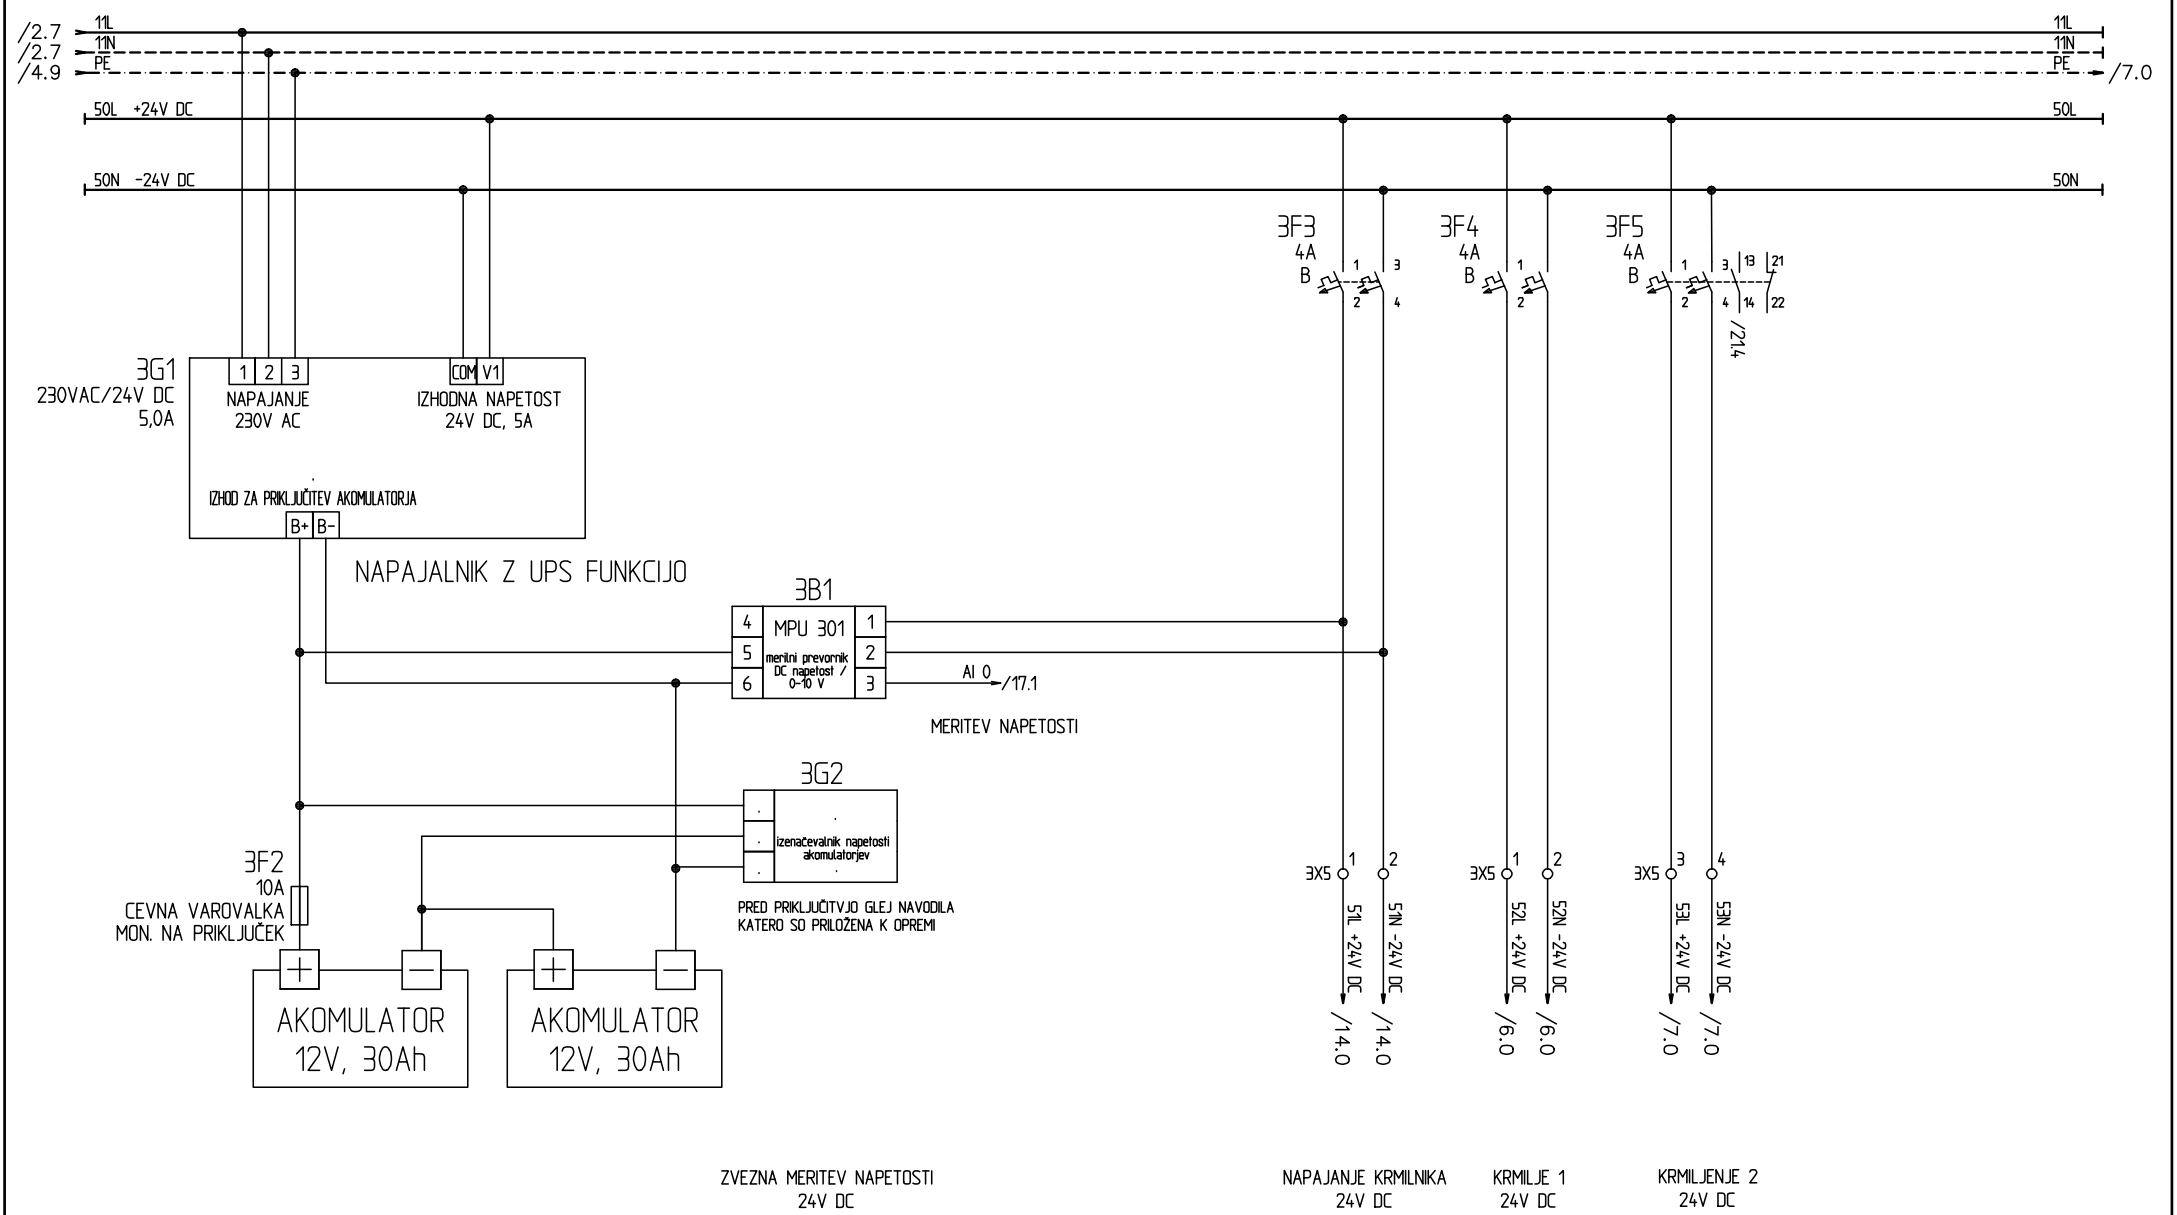 /2.7 11L 11L
/2.7 11N 11N
/4.9 PE PE /7.0
50L +24V DC 50L
50N -24V DC 50N
3F3
4A
B
1 3
2 4
3F4
4A
B
1
2
3F5
4A
B
1 3 13 21
2 4 14 22
/21.4
3G1
230VAC/24V DC
5,0A
1 2 3
NAPAJANJE
230V AC
COM V1
IZHODNA NAPETOST
24V DC, 5A
IZHOD ZA PRIKLJUČITEV AKOMULATORJA
B+ B-
NAPAJALNIK Z UPS FUNKCIJO
3B1
4 MPU 301 1
5 2
6 3
merilni prevornik
DC napetost /
0-10 V
AI 0 /17.1
MERITEV NAPETOSTI
3G2
izenačevalnik napetosti
akomulatorjev
PRED PRIKLJUČITVJO GLEJ NAVODILA
KATERO SO PRILOŽENA K OPREMI
3F2
10A
CEVNA VAROVALKA
MON. NA PRIKLJUČEK
+ − + −
AKOMULATOR
12V, 30Ah
AKOMULATOR
12V, 30Ah
3X5 1 2
3X5 1 2
3X5 3 4
51L +24V DC
51N -24V DC
52L +24V DC
52N -24V DC
53L +24V DC
53N -24V DC
/14.0
/14.0
/6.0
/6.0
/7.0
/7.0
ZVEZNA MERITEV NAPETOSTI
24V DC
NAPAJANJE KRMILNIKA
24V DC
KRMILJE 1
24V DC
KRMILJENJE 2
24V DC